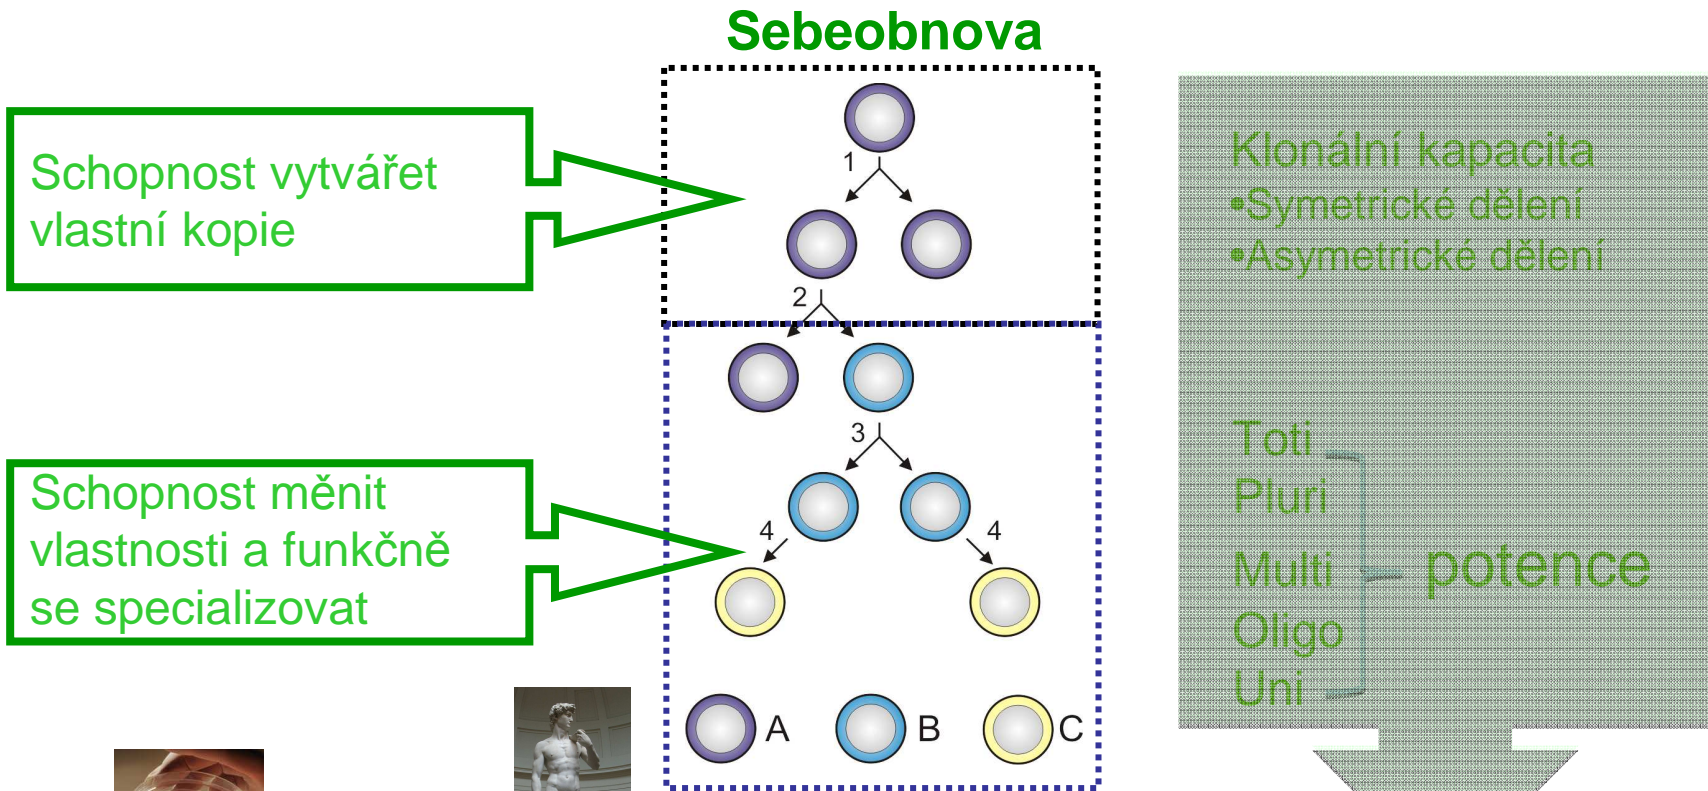 Sebeobnova
Schopnost vytvářet
vlastní kopie
1
2
3
4
4
Schopnost měnit
vlastnosti a funkčně
se specializovat
A
B
C
Klonální kapacita
•Symetrické dělení
•Asymetrické dělení
Toti
Pluri
Multi
Oligo
Uni
potence